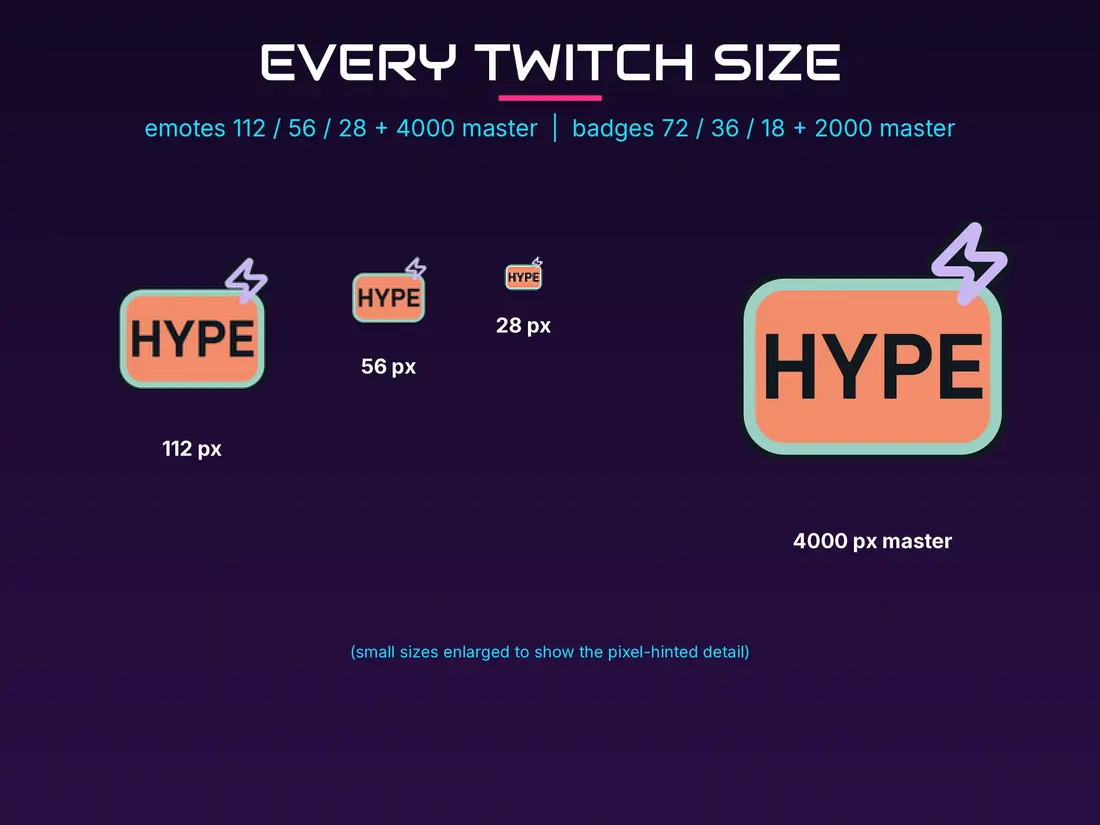 EVERY TWITCH SIZE
emotes 112 / 56 / 28 + 4000 master | badges 72 / 36 / 18 + 2000 master
HYPE
112 px
HYPE
56 px
HYPE
28 px
HYPE
4000 px master
(small sizes enlarged to show the pixel-hinted detail)